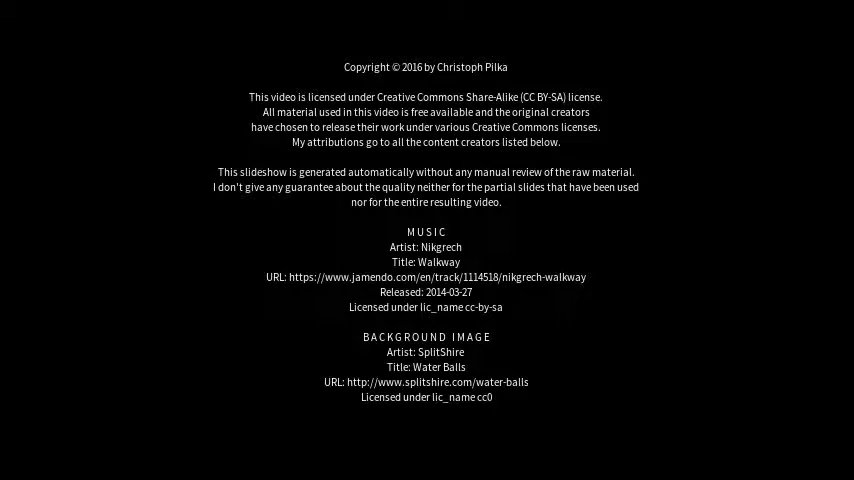 Copyright © 2016 by Christoph Pilka
This video is licensed under Creative Commons Share-Alike (CC BY-SA) license.
All material used in this video is free available and the original creators
have chosen to release their work under various Creative Commons licenses.
My attributions go to all the content creators listed below.
This slideshow is generated automatically without any manual review of the raw material.
I don't give any guarantee about the quality neither for the partial slides that have been used
nor for the entire resulting video.
M U S I C
Artist: Nikgrech
Title: Walkway
URL: https://www.jamendo.com/en/track/1114518/nikgrech-walkway
Released: 2014-03-27
Licensed under lic_name cc-by-sa
B A C K G R O U N D   I M A G E
Artist: SplitShire
Title: Water Balls
URL: http://www.splitshire.com/water-balls
Licensed under lic_name cc0